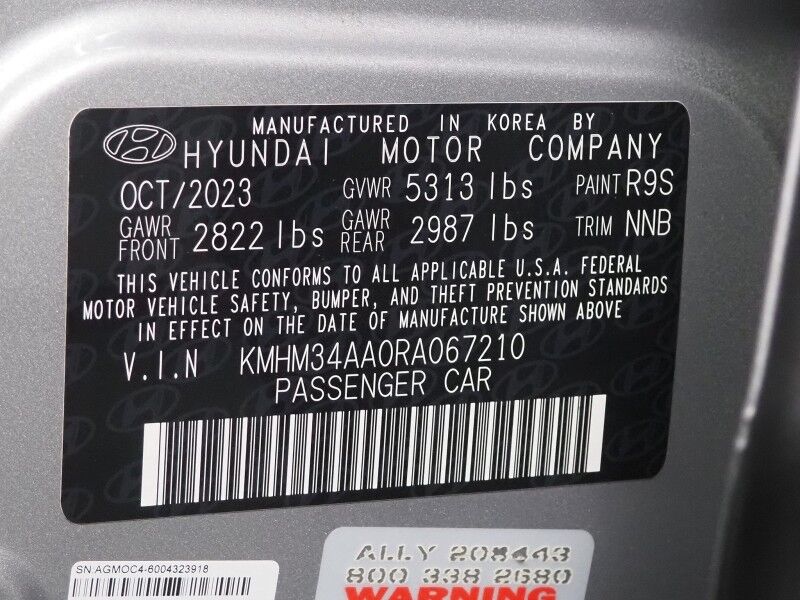 MANUFACTURED IN KOREA BY
HYUNDAI MOTOR COMPANY
OCT/2023 GVWR 5313 lbs PAINT R9S
GAWR FRONT 2822 lbs GAWR REAR 2987 lbs TRIM NNB
THIS VEHICLE CONFORMS TO ALL APPLICABLE U.S.A. FEDERAL
MOTOR VEHICLE SAFETY, BUMPER, AND THEFT PREVENTION STANDARDS
IN EFFECT ON THE DATE OF MANUFACTURE SHOWN ABOVE
V.I.N KMHM34AA0RA067210
PASSENGER CAR
SN:AGMOC4-6004323918
ALLY 208443
800 338 2680
WARNING